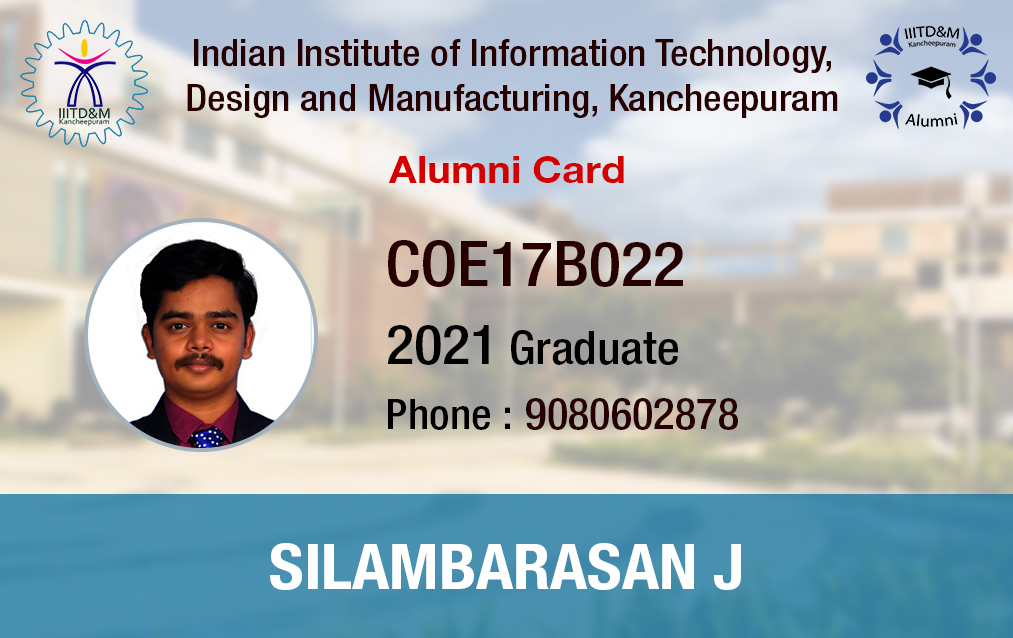 Indian Institute of Information Technology,
Design and Manufacturing, Kancheepuram
IIITD&M
Kancheepuram
IIITD&M
Kancheepuram
Alumni
Alumni Card
COE17B022
2021 Graduate
Phone : 9080602878
SILAMBARASAN J